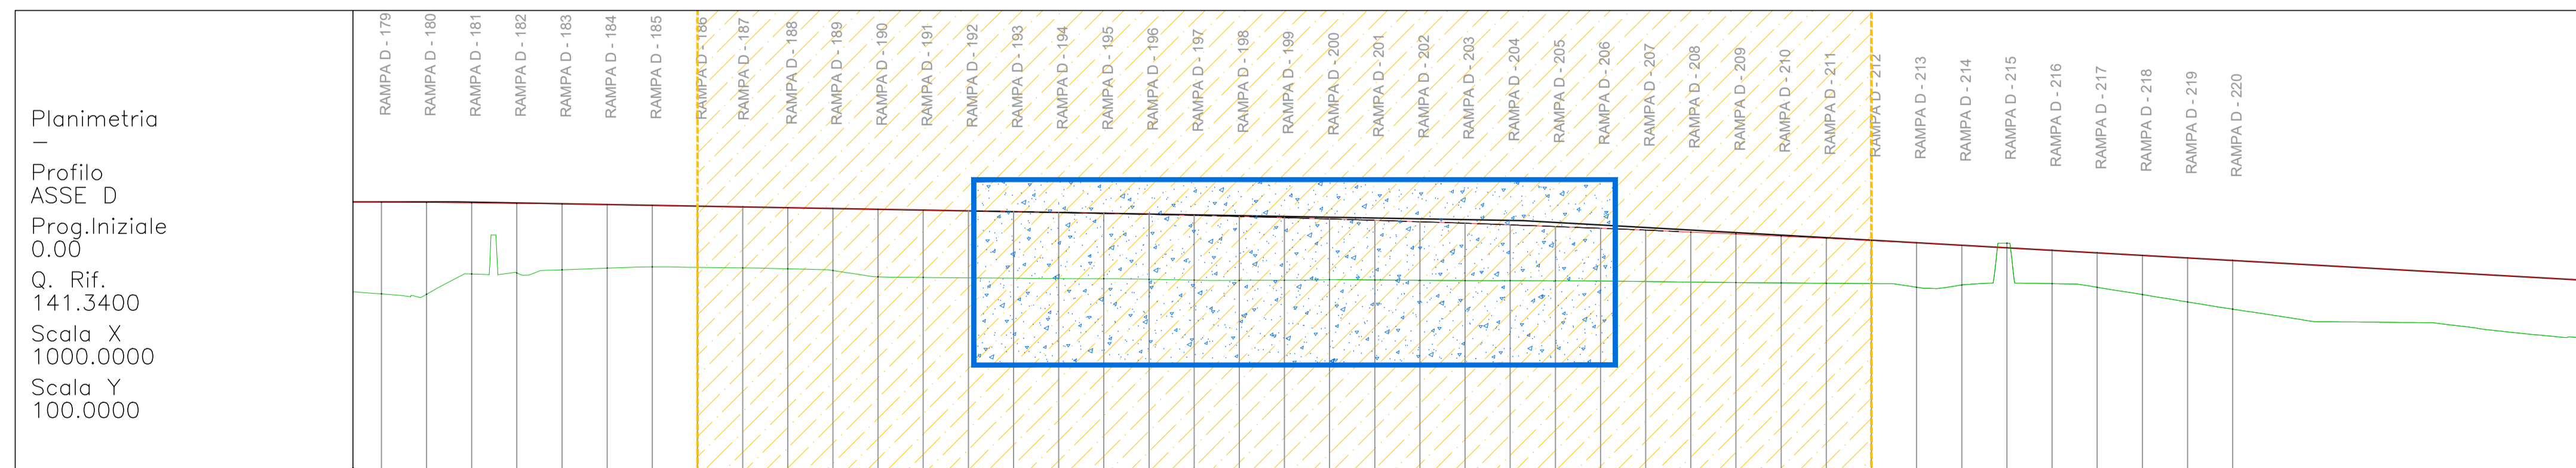 RAMPA D - 179
RAMPA D - 180
RAMPA D - 181
RAMPA D - 182
RAMPA D - 183
RAMPA D - 184
RAMPA D - 185
RAMPA D - 186
RAMPA D - 187
RAMPA D - 188
RAMPA D - 189
RAMPA D - 190
RAMPA D - 191
RAMPA D - 192
RAMPA D - 193
RAMPA D - 194
RAMPA D - 195
RAMPA D - 196
RAMPA D - 197
RAMPA D - 198
RAMPA D - 199
RAMPA D - 200
RAMPA D - 201
RAMPA D - 202
RAMPA D - 203
RAMPA D - 204
RAMPA D - 205
RAMPA D - 206
RAMPA D - 207
RAMPA D - 208
RAMPA D - 209
RAMPA D - 210
RAMPA D - 211
RAMPA D - 212
RAMPA D - 213
RAMPA D - 214
RAMPA D - 215
RAMPA D - 216
RAMPA D - 217
RAMPA D - 218
RAMPA D - 219
RAMPA D - 220
Planimetria
-
Profilo
ASSE D
Prog.Iniziale
0.00
Q. Rif.
141.3400
Scala X
1000.0000
Scala Y
100.0000